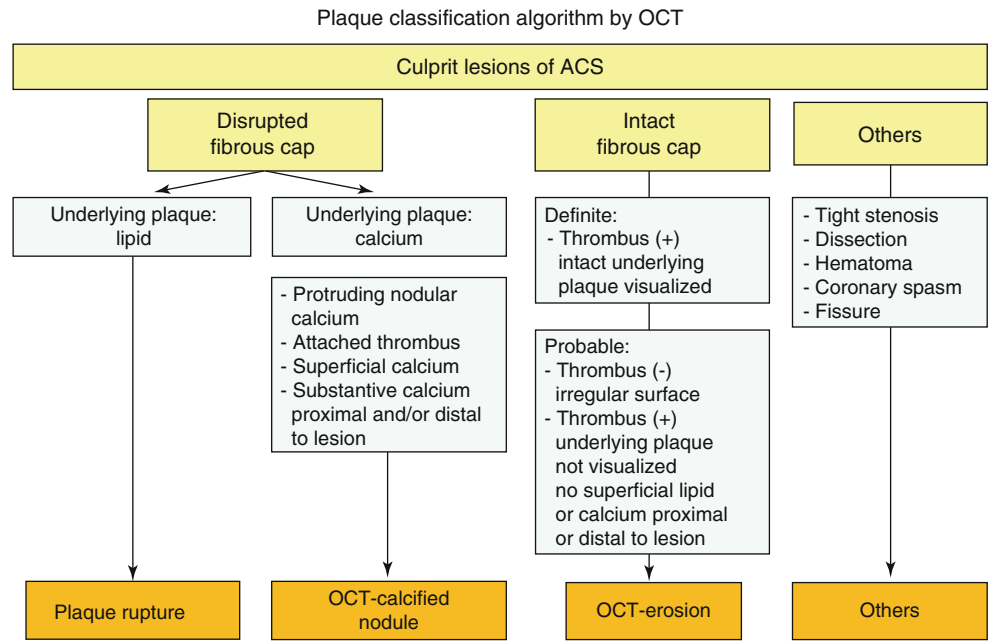 Plaque classification algorithm by OCT
Culprit lesions of ACS
Disrupted
fibrous cap
Intact
fibrous cap
Others
Underlying plaque:
lipid
Underlying plaque:
calcium
- Protruding nodular
calcium
- Attached thrombus
- Superficial calcium
- Substantive calcium
proximal and/or distal
to lesion
Definite:
- Thrombus (+)
intact underlying
plaque visualized
Probable:
- Thrombus (-)
irregular surface
- Thrombus (+)
underlying plaque
not visualized
no superficial lipid
or calcium proximal
or distal to lesion
- Tight stenosis
- Dissection
- Hematoma
- Coronary spasm
- Fissure
Plaque rupture
OCT-calcified
nodule
OCT-erosion
Others